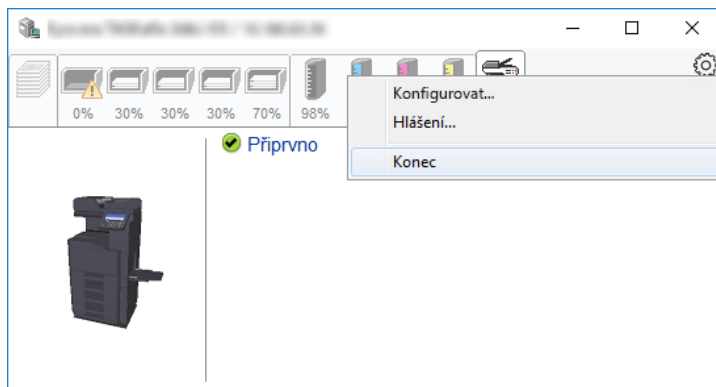 0% 30% 30% 30% 70% 98%
Konfigurovat...
Hlášení...
Konec
Připrvno